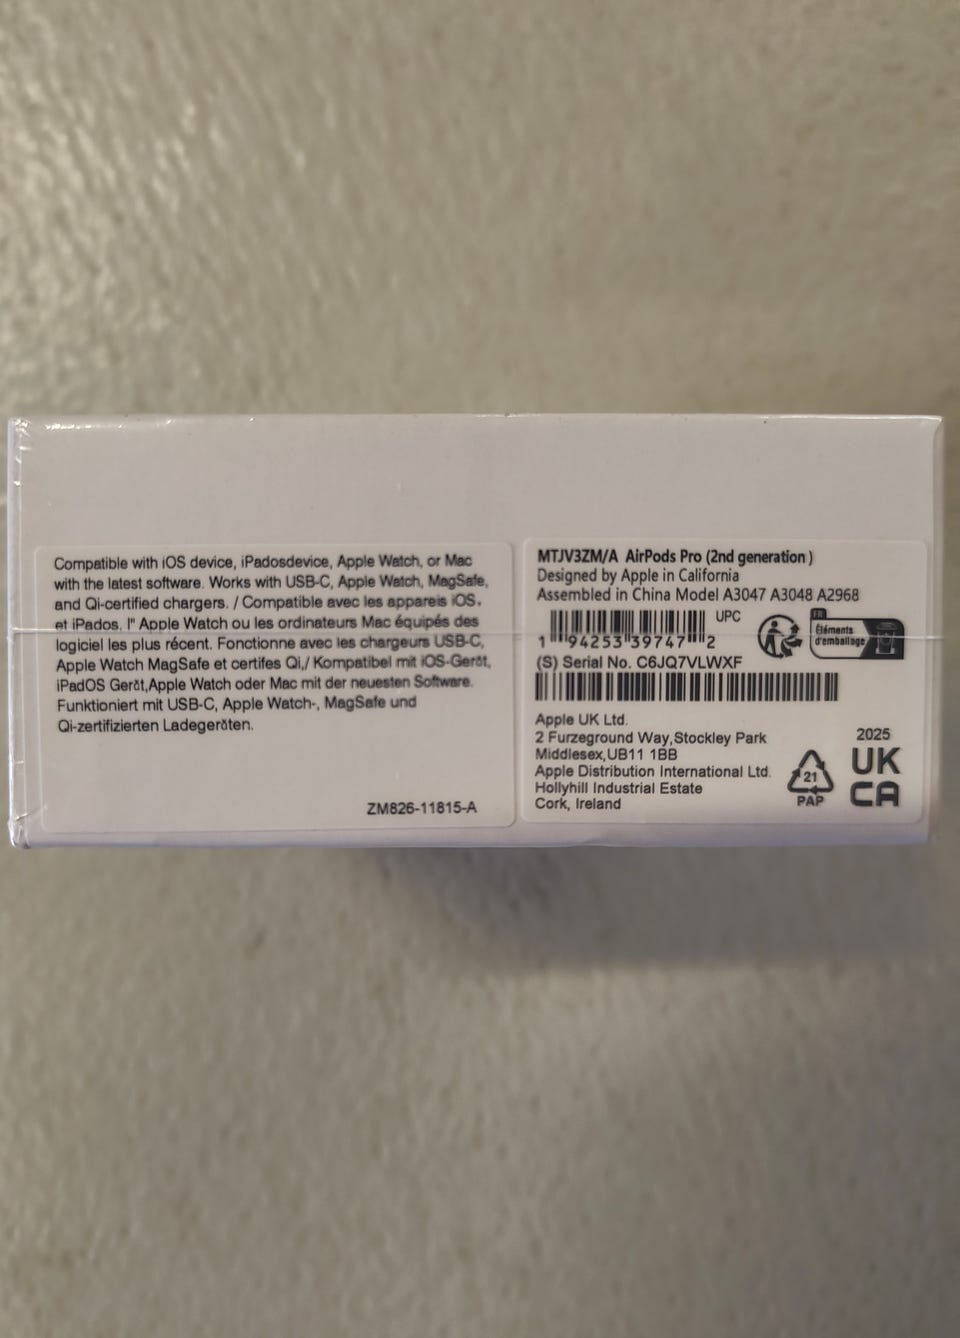 Compatible with iOS device, iPadosdevice, Apple Watch, or Mac
with the latest software. Works with USB-C, Apple Watch, MagSafe,
and Qi-certified chargers. / Compatible avec les appareis iOS,
et iPados, l" Apple Watch ou les ordinateurs Mac équipés des
logiciel les plus récent. Fonctionne avec les chargeurs USB-C,
Apple Watch MagSafe et certifes Qi,/ Kompatibel mit iOS-Gerăt,
iPadOS Gerăt,Apple Watch oder Mac mit der neuesten Software.
Funktioniert mit USB-C, Apple Watch-, MagSafe und
Qi-zertifizierten Ladegerăten.
ZM826-11815-A
MTJV3ZM/A AirPods Pro (2nd generation )
Designed by Apple in California
Assembled in China Model A3047 A3048 A2968
UPC
1 94253 39747 2
FR
Éléments
d'emballage
(S) Serial No. C6JQ7VLWXF
Apple UK Ltd.
2 Furzeground Way,Stockley Park
Middlesex,UB11 1BB
Apple Distribution International Ltd.
Hollyhill Industrial Estate
Cork, Ireland
21
PAP
2025
UK
CA